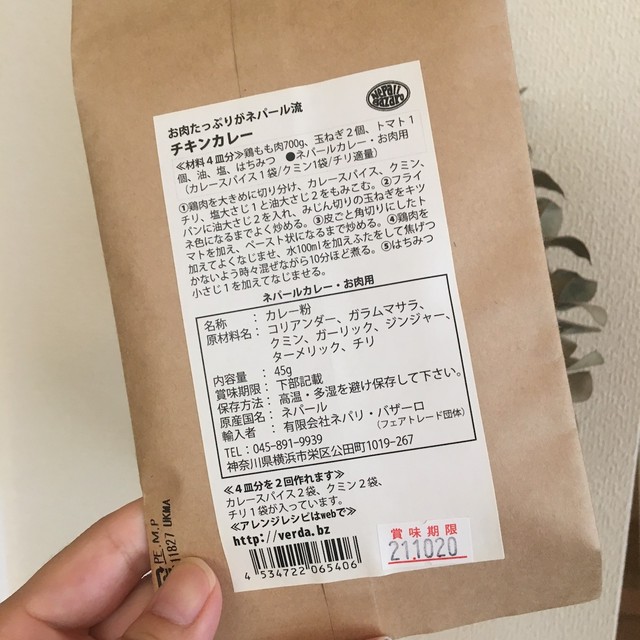 Nepali Bazaro
お肉たっぷりがネパール流
チキンカレー
≪材料４皿分≫鶏もも肉700g、玉ねぎ２個、トマト１
個、油、塩、はちみつ　●ネパールカレー・お肉用
（カレースパイス１袋/クミン1袋/チリ適量）
①鶏肉を大きめに切り分け、カレースパイス、クミン、
チリ、塩大さじ１と油大さじ２をもみこむ。②フライ
パンに油大さじ２を入れ、みじん切りの玉ねぎをキツ
ネ色になるまでよく炒める。③皮ごと角切りにしたト
マトを加え、ペースト状になるまで炒める。④鶏肉を
加えてよくなじませ、水100mlを加えふたをして焦げつ
かないよう時々混ぜながら10分ほど煮る。⑤はちみつ
小さじ１を加えてなじませる。
ネパールカレー・お肉用
名称　：カレー粉
原材料名：コリアンダー、ガラムマサラ、
クミン、ガーリック、ジンジャー、
ターメリック、チリ
内容量　：45g
賞味期限：下部記載
保存方法：高温・多湿を避け保存して下さい。
原産国名：ネパール
輸入者　：有限会社ネパリ・バザーロ
（フェアトレード団体）
TEL：045-891-9939
神奈川県横浜市栄区公田町1019-267
≪４皿分を２回作れます≫
カレースパイス２袋、クミン２袋、
チリ１袋が入っています。
≪アレンジレシピはwebで≫
http://verda.bz
4 534722 065406
賞味期限
211020
PE・M.P
11827 UKMA